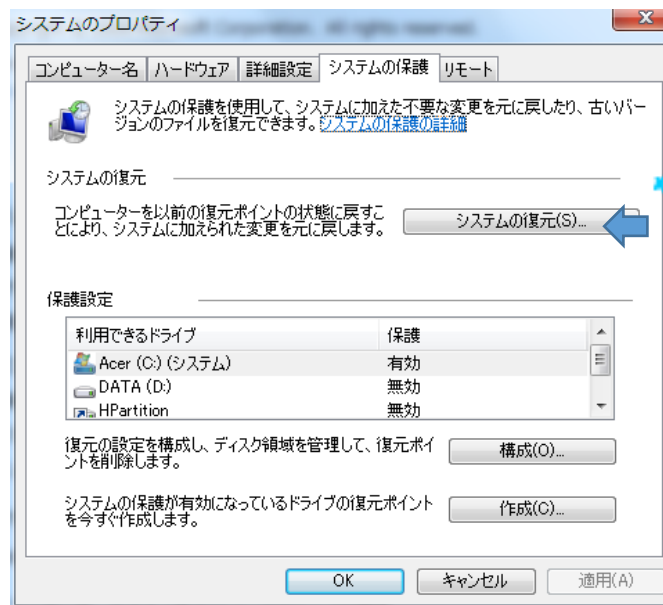 システムのプロパティ
コンピューター名 ハードウェア 詳細設定 システムの保護 リモート
システムの保護を使用して、システムに加えた不要な変更を元に戻したり、古いバー
ジョンのファイルを復元できます。システムの保護の詳細
システムの復元
コンピューターを以前の復元ポイントの状態に戻すこ
とにより、システムに加えられた変更を元に戻します。
システムの復元(S)...
保護設定
利用できるドライブ 保護
Acer (C:) (システム) 有効
DATA (D:) 無効
HPartition 無効
復元の設定を構成し、ディスク領域を管理して、復元ポイ
ントを削除します。
構成(O)...
システムの保護が有効になっているドライブの復元ポイント
を今すぐ作成します。
作成(C)...
OK キャンセル 適用(A)